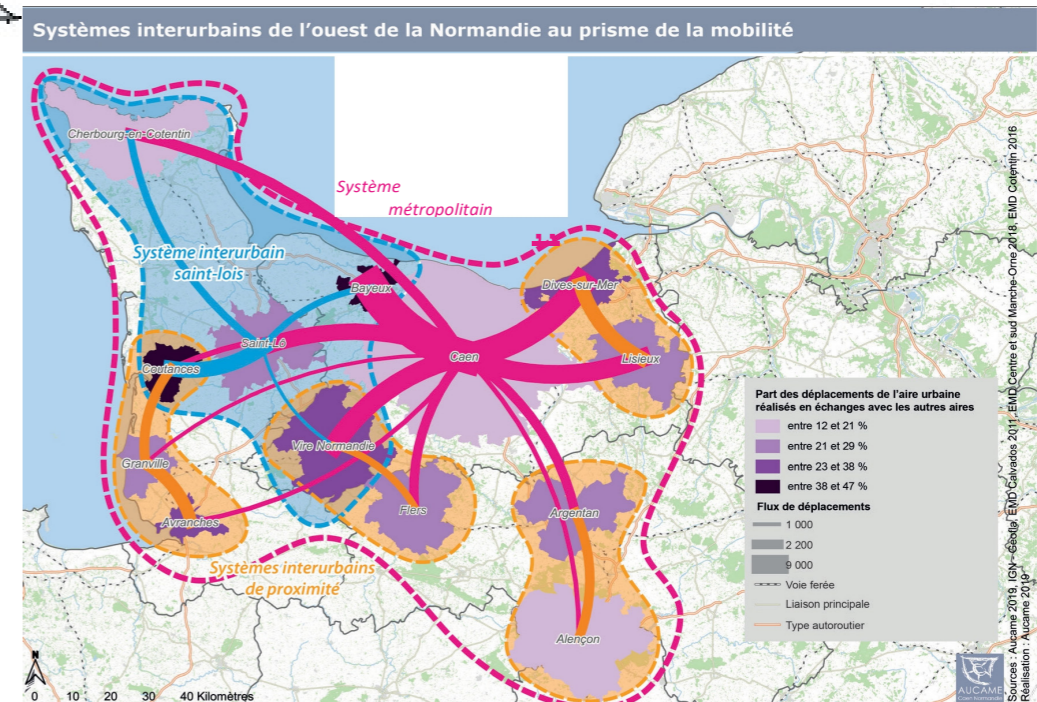 Systèmes interurbains de l'ouest de la Normandie au prisme de la mobilité
Cherbourg-en-Cotentin
Système
métropolitain
Système interurbain
saint-lois
Bayeux
Dives-sur-Mer
Saint-Lô
Caen
Lisieux
Coutances
Vire Normandie
Granville
Flers
Argentan
Avranches
Systèmes interurbains
de proximité
Alençon
Part des déplacements de l'aire urbaine
réalisés en échanges avec les autres aires
entre 12 et 21 %
entre 21 et 29 %
entre 23 et 38 %
entre 38 et 47 %
Flux de déplacements
1 000
2 200
9 000
Voie ferée
Liaison principale
Type autoroutier
N
0 10 20 30 40 Kilomètres
AUCAME
Caen Normandie
Sources : Aucame 2019, IGN - Géofla, EMD Calvados 2011, EMD Centre et sud Manche-Orne 2018, EMD Cotentin 2016
Réalisation : Aucame 2019